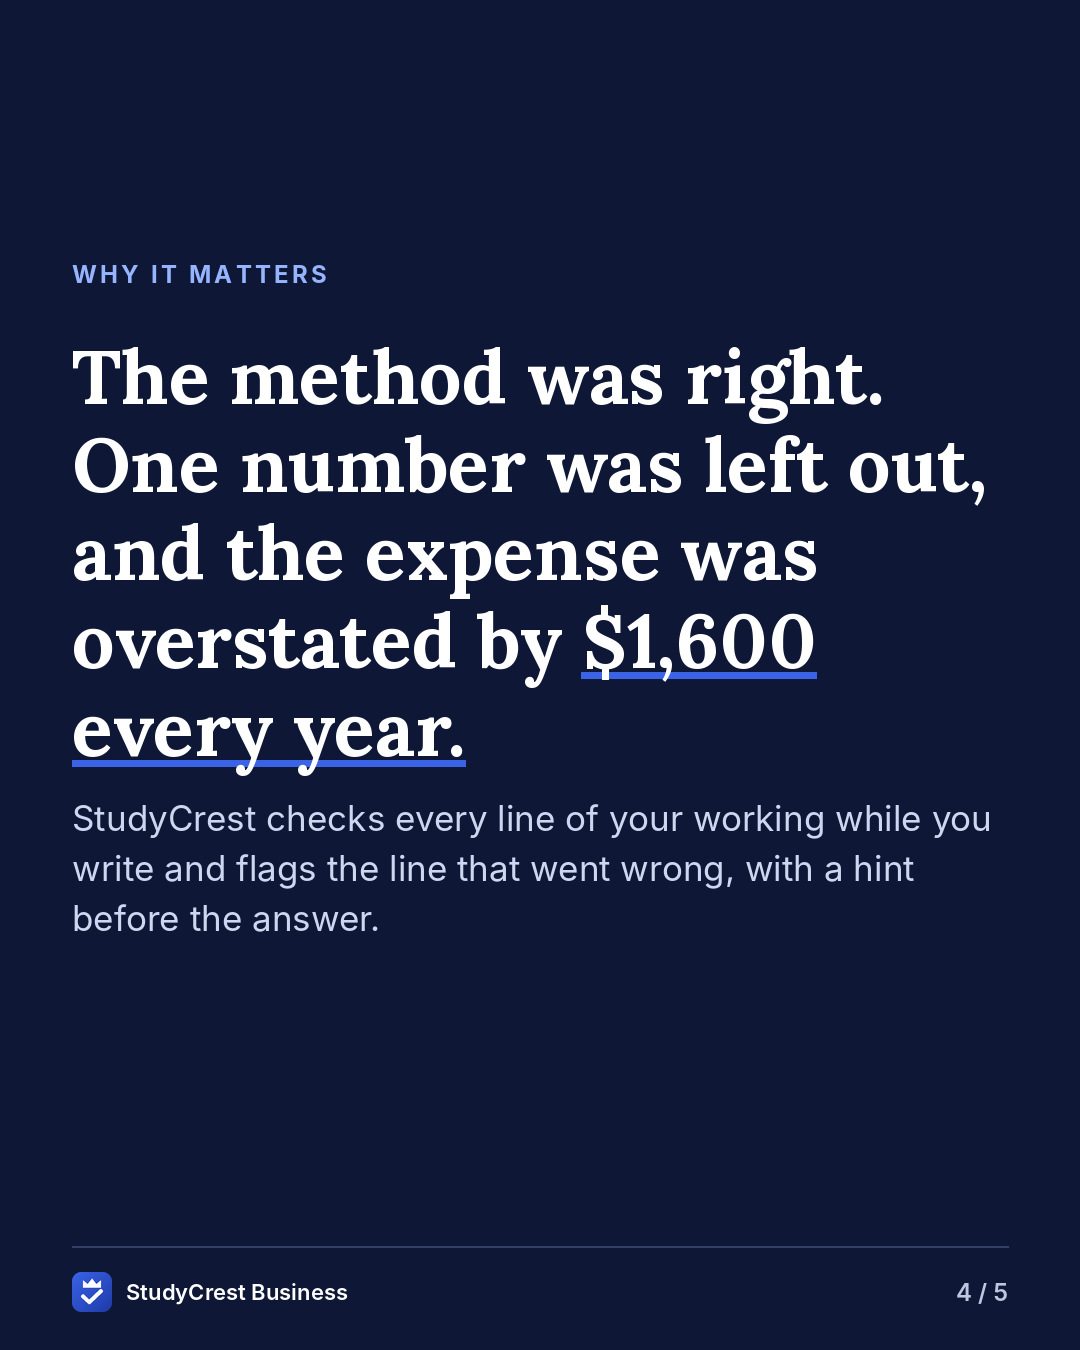 WHY IT MATTERS
The method was right.
One number was left out,
and the expense was
overstated by $1,600
every year.
StudyCrest checks every line of your working while you
write and flags the line that went wrong, with a hint
before the answer.
StudyCrest Business
4 / 5